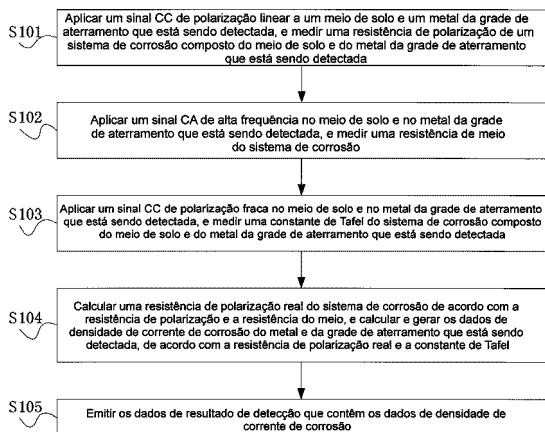 S101
Aplicar um sinal CC de polarização linear a um meio de solo e um metal da grade de
aterramento que está sendo detectada, e medir uma resistência de polarização de um
sistema de corrosão composto do meio de solo e do metal da grade de aterramento
que está sendo detectada
S102
Aplicar um sinal CA de alta frequência no meio de solo e no metal da grade
de aterramento que está sendo detectada, e medir uma resistência de meio
do sistema de corrosão
S103
Aplicar um sinal CC de polarização fraca no meio de solo e no metal da grade de aterramento
que está sendo detectada, e medir uma constante de Tafel do sistema de corrosão composto
do meio de solo e do metal da grade de aterramento que está sendo detectada
S104
Calcular uma resistência de polarização real do sistema de corrosão de acordo com a
resistência de polarização e a resistência do meio, e calcular e gerar os dados de
densidade de corrente de corrosão do metal e da grade de aterramento que está sendo
detectada, de acordo com a resistência de polarização real e a constante de Tafel
S105
Emitir os dados de resultado de detecção que contêm os dados de densidade de
corrente de corrosão